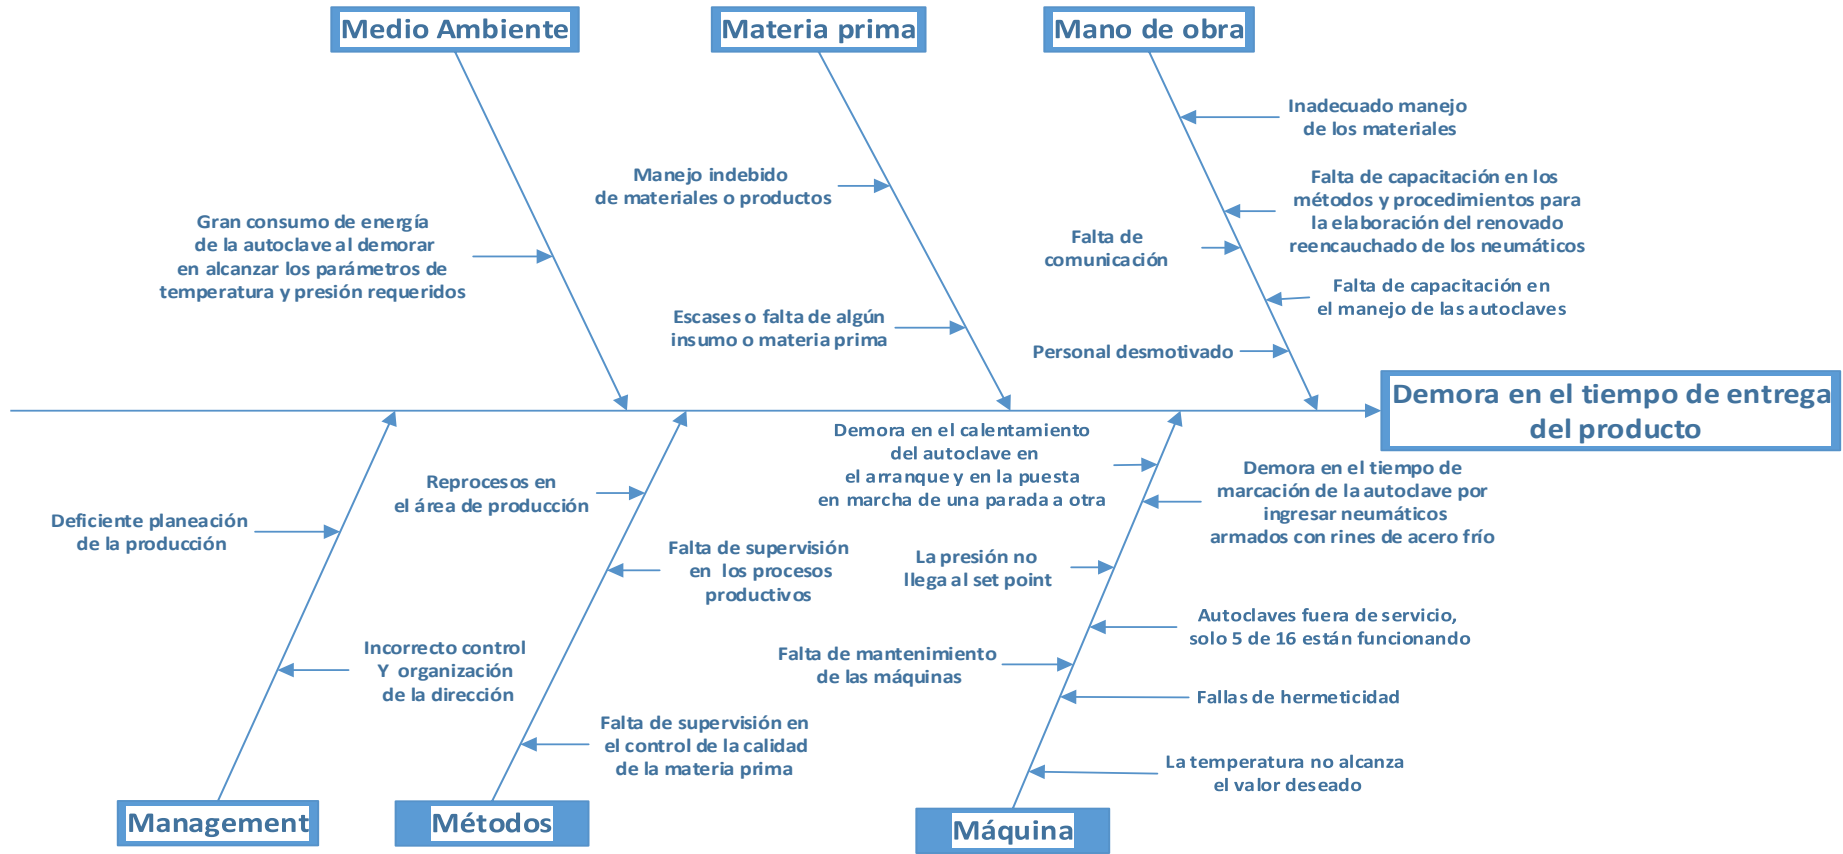 Medio Ambiente
Materia prima
Mano de obra
Inadecuado manejo
de los materiales
Manejo indebido
de materiales o productos
Falta de capacitación en los
métodos y procedimientos para
la elaboración del renovado
reencauchado de los neumáticos
Gran consumo de energía
de la autoclave al demorar
en alcanzar los parámetros de
temperatura y presión requeridos
Falta de
comunicación
Falta de capacitación en
el manejo de las autoclaves
Escases o falta de algún
insumo o materia prima
Personal desmotivado
Demora en el tiempo de entrega
del producto
Demora en el calentamiento
del autoclave en
el arranque y en la puesta
en marcha de una parada a otra
Demora en el tiempo de
marcación de la autoclave por
ingresar neumáticos
armados con rines de acero frío
Reprocesos en
el área de producción
Deficiente planeación
de la producción
Falta de supervisión
en los procesos
productivos
La presión no
llega al set point
Autoclaves fuera de servicio,
solo 5 de 16 están funcionando
Incorrecto control
Y organización
de la dirección
Falta de mantenimiento
de las máquinas
Fallas de hermeticidad
Falta de supervisión en
el control de la calidad
de la materia prima
La temperatura no alcanza
el valor deseado
Management
Métodos
Máquina